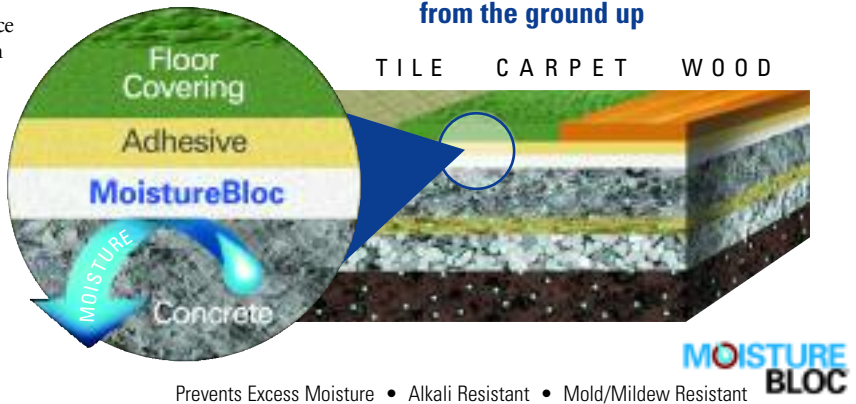 ce
from the ground up
TILE CARPET WOOD
Floor
Covering
Adhesive
MoistureBloc
MOISTURE
Concrete
MOISTURE
BLOC
Prevents Excess Moisture • Alkali Resistant • Mold/Mildew Resistant